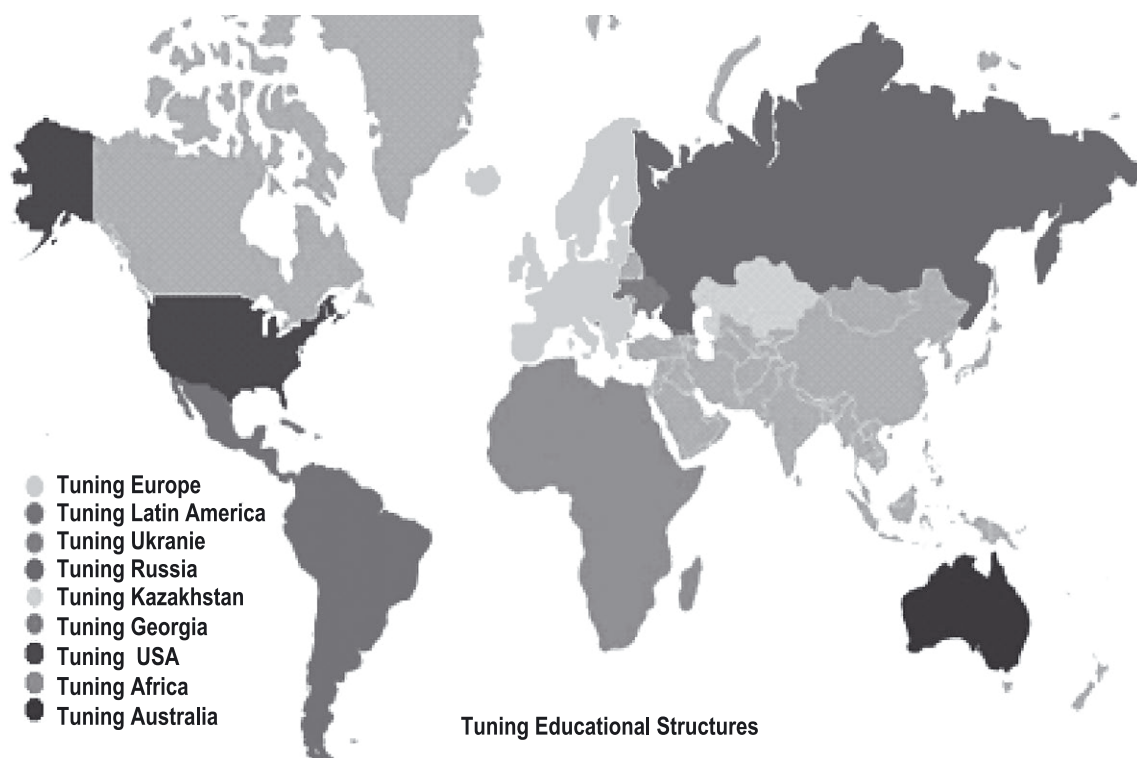 Tuning Europe
Tuning Latin America
Tuning Ukranie
Tuning Russia
Tuning Kazakhstan
Tuning Georgia
Tuning USA
Tuning Africa
Tuning Australia
Tuning Educational Structures